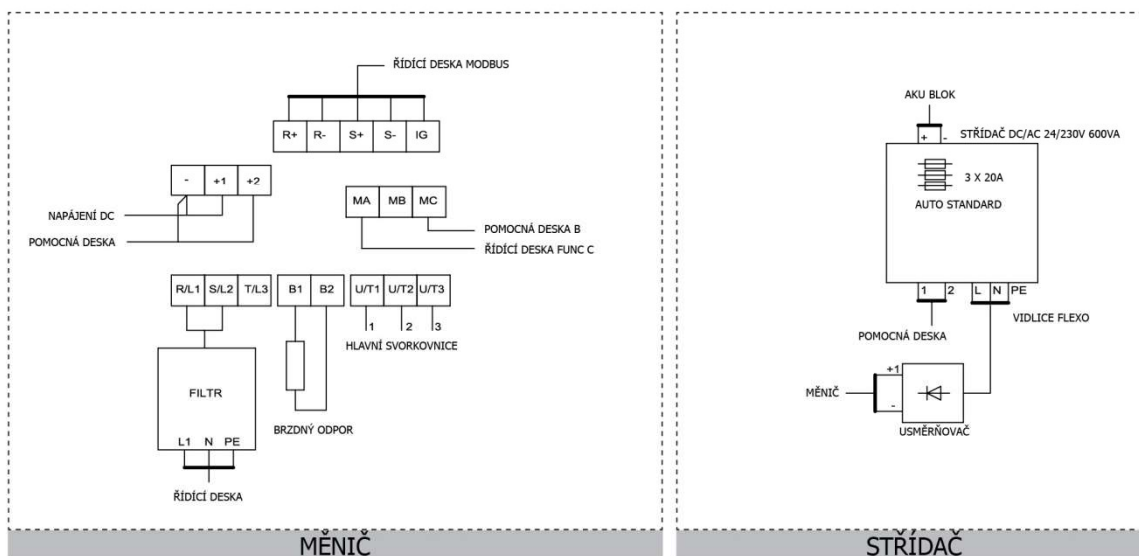 ŘÍDÍCÍ DESKA MODBUS
R+ R- S+ S- IG
- +1 +2
NAPÁJENÍ DC
POMOCNÁ DESKA
MA MB MC
POMOCNÁ DESKA B
ŘÍDÍCÍ DESKA FUNC C
R/L1 S/L2 T/L3 B1 B2 U/T1 U/T2 U/T3
1 2 3
HLAVNÍ SVORKOVNICE
FILTR
BRZDNÝ ODPOR
L1 N PE
ŘÍDÍCÍ DESKA
MĚNIČ
AKU BLOK
+ -
STŘÍDAČ DC/AC 24/230V 600VA
3 X 20A
AUTO STANDARD
1 2 L N PE
VIDLICE FLEXO
POMOCNÁ DESKA
+1
MĚNIČ
-
USMĚRŇOVAČ
STŘÍDAČ